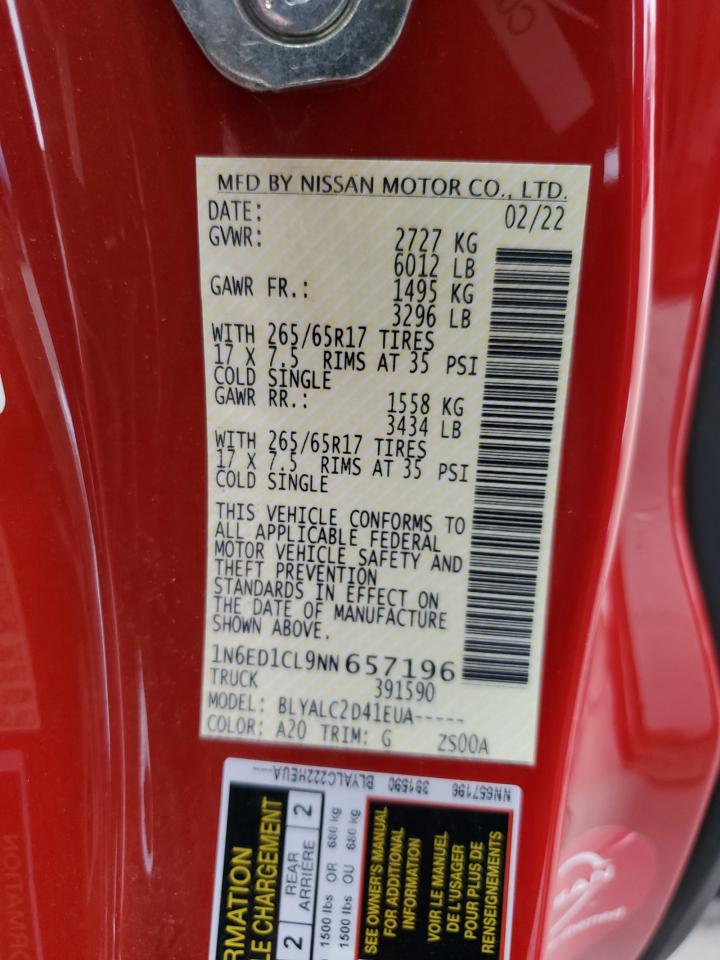 MFD BY NISSAN MOTOR CO., LTD.
DATE: 02/22
GVWR: 2727 KG
6012 LB
GAWR FR.: 1495 KG
3296 LB
WITH 265/65R17 TIRES
17 X 7.5 RIMS AT 35 PSI
COLD SINGLE
GAWR RR.: 1558 KG
3434 LB
WITH 265/65R17 TIRES
17 X 7.5 RIMS AT 35 PSI
COLD SINGLE
THIS VEHICLE CONFORMS TO
ALL APPLICABLE FEDERAL
MOTOR VEHICLE SAFETY AND
THEFT PREVENTION
STANDARDS IN EFFECT ON
THE DATE OF MANUFACTURE
SHOWN ABOVE.
1N6ED1CL9NN657196
TRUCK 391590
MODEL: BLYALC2D41EUA-----
COLOR: A20 TRIM: G ZS00A
NN657196 391590 BLYALC222HEUA
RMATION
LE CHARGEMENT
2 REAR 2
ARRIÈRE
1500 lbs OR 680 kg
1500 lbs OU 680 kg
SEE OWNER'S MANUAL
FOR ADDITIONAL
INFORMATION
VOIR LE MANUEL
DE L'USAGER
POUR PLUS DE
RENSEIGNEMENTS